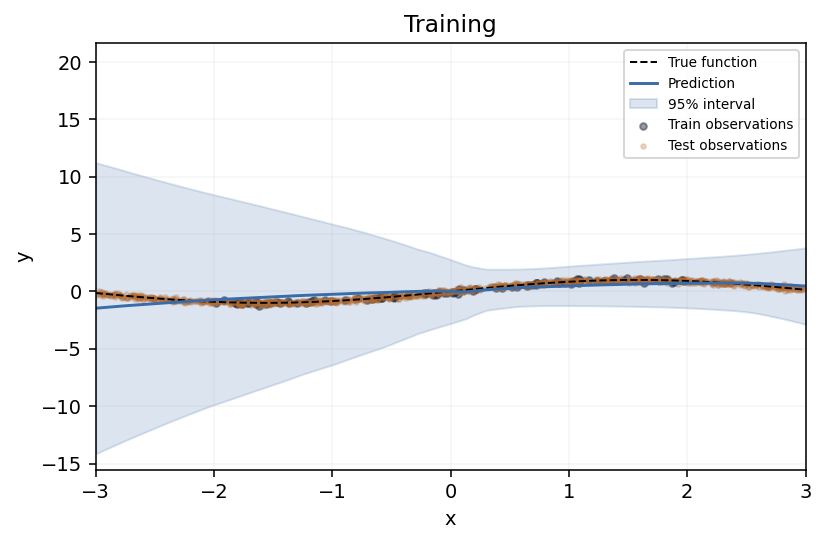 Training
20
15
10
5
0
−5
−10
−15
y
−3
−2
−1
0
1
2
3
x
True function
Prediction
95% interval
Train observations
Test observations